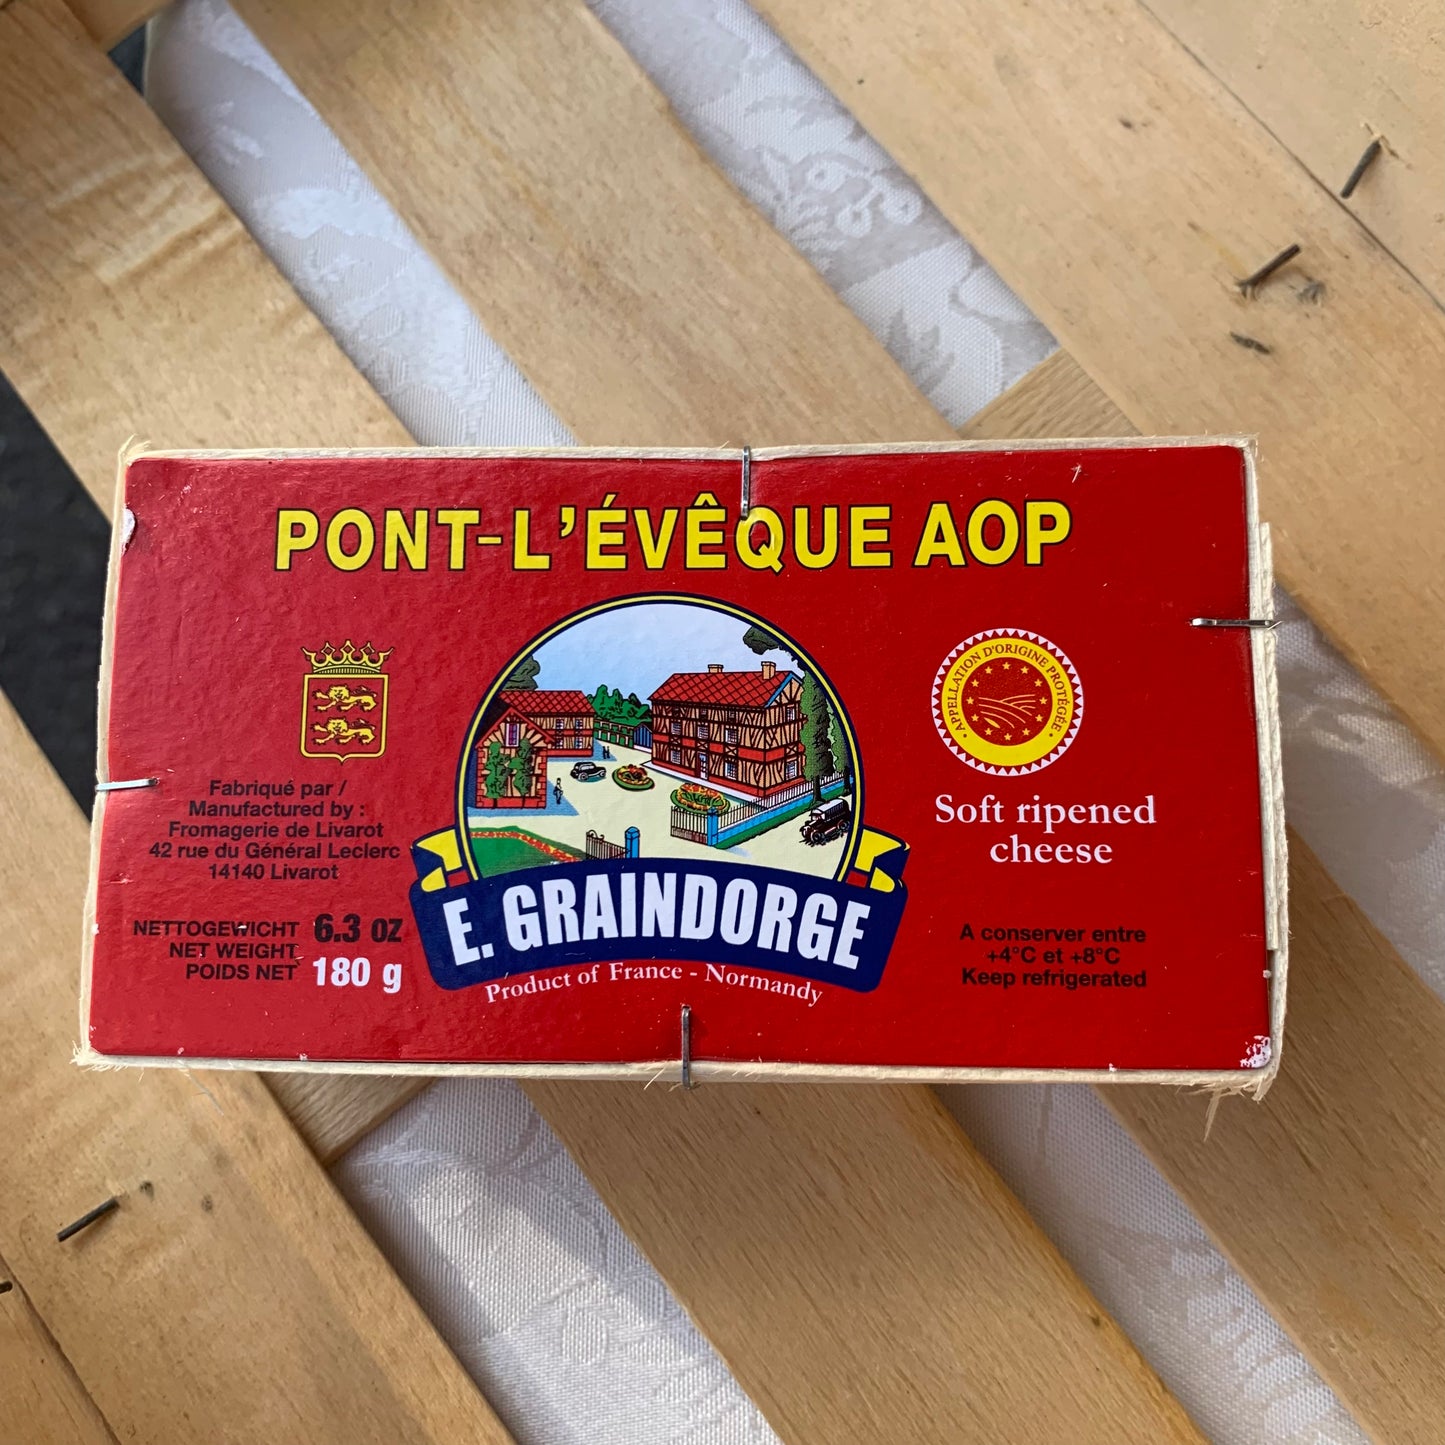 PONT-L'ÉVÊQUE AOP
Fabriqué par /
Manufactured by :
Fromagerie de Livarot
42 rue du Général Leclerc
14140 Livarot
NETTOGEWICHT
NET WEIGHT
POIDS NET
6.3 oz
180 g
E. GRAINDORGE
Product of France - Normandy
• APPELLATION D'ORIGINE PROTÉGÉE •
Soft ripened
cheese
A conserver entre
+4°C et +8°C
Keep refrigerated